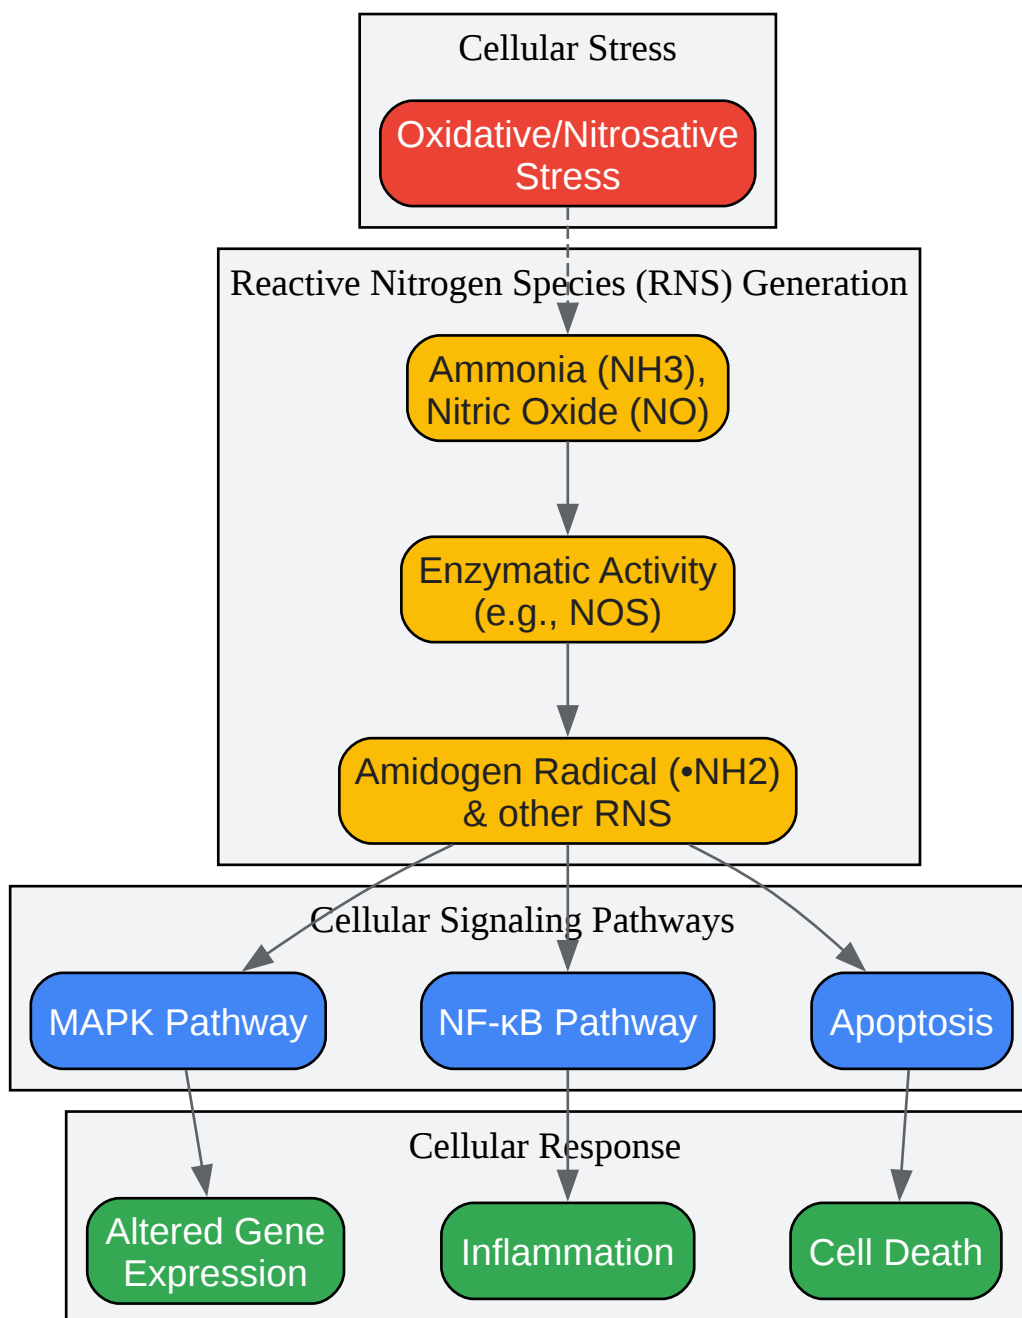 Cellular Stress
Oxidative/Nitrosative
Stress
Reactive Nitrogen Species (RNS) Generation
Ammonia (NH3),
Nitric Oxide (NO)
Enzymatic Activity
(e.g., NOS)
Amidogen Radical (•NH2)
& other RNS
Cellular Signaling Pathways
MAPK Pathway
NF-κB Pathway
Apoptosis
Cellular Response
Altered Gene
Expression
Inflammation
Cell Death